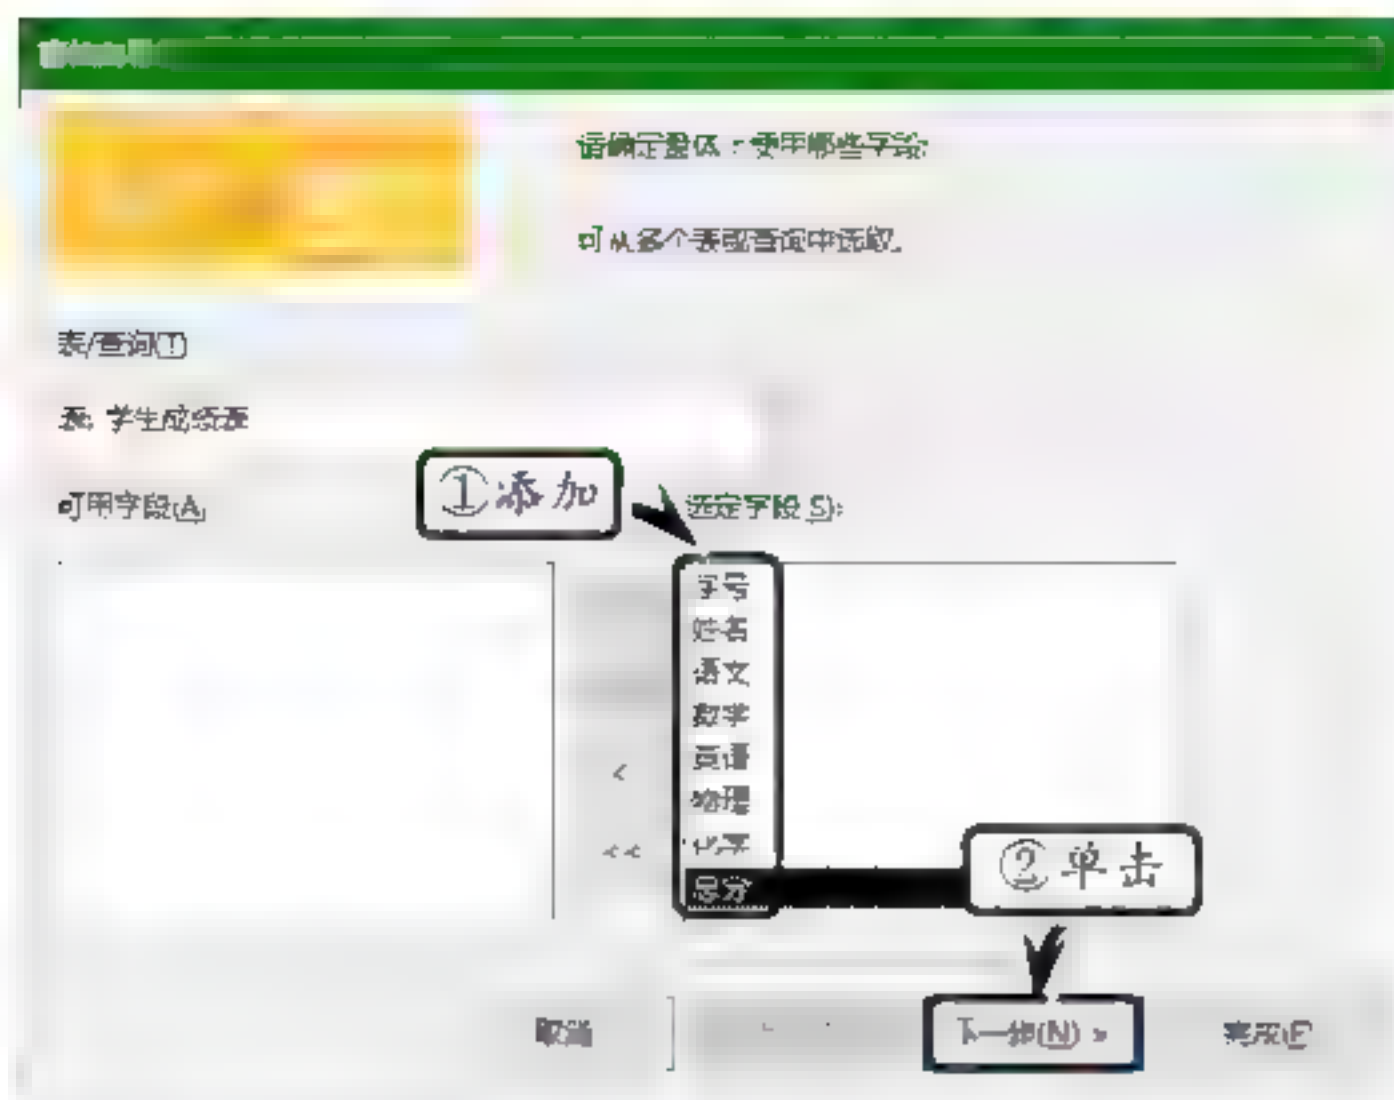 请确定窗体上使用哪些字段:
可从多个表或查询中选取。
表/查询(T)
表: 学生成绩表
①添加
可用字段(A)
选定字段(S):
学号
姓名
语文
数学
英语
<
物理
<<
化学
总分
②单击
取消
下一步(N) >
完成(F)